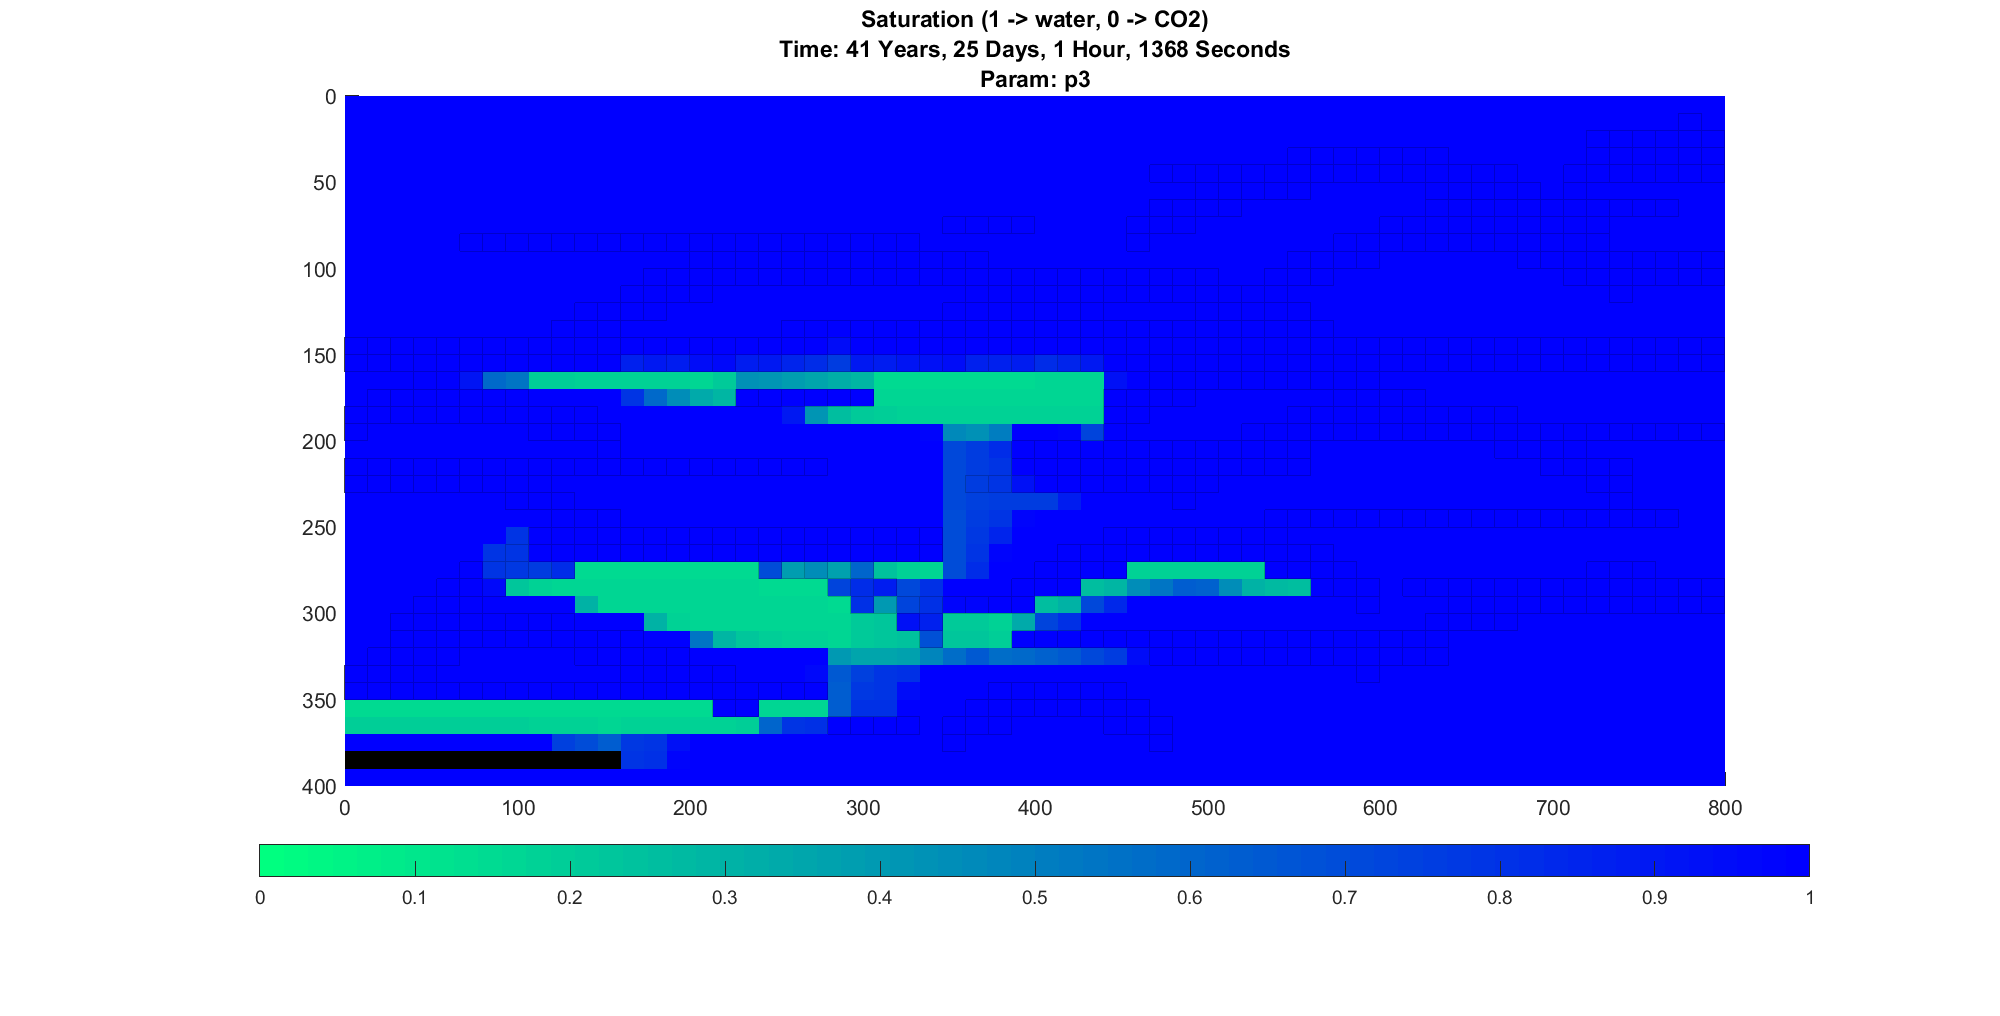 Saturation (1 -> water, 0 -> CO2)
Time: 41 Years, 25 Days, 1 Hour, 1368 Seconds
Param: p3
0
50
100
150
200
250
300
350
400
0 100 200 300 400 500 600 700 800
0 0.1 0.2 0.3 0.4 0.5 0.6 0.7 0.8 0.9 1